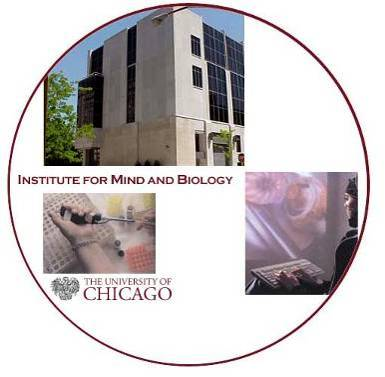 INSTITUTE FOR MIND AND BIOLOGY
THE UNIVERSITY OF
CHICAGO